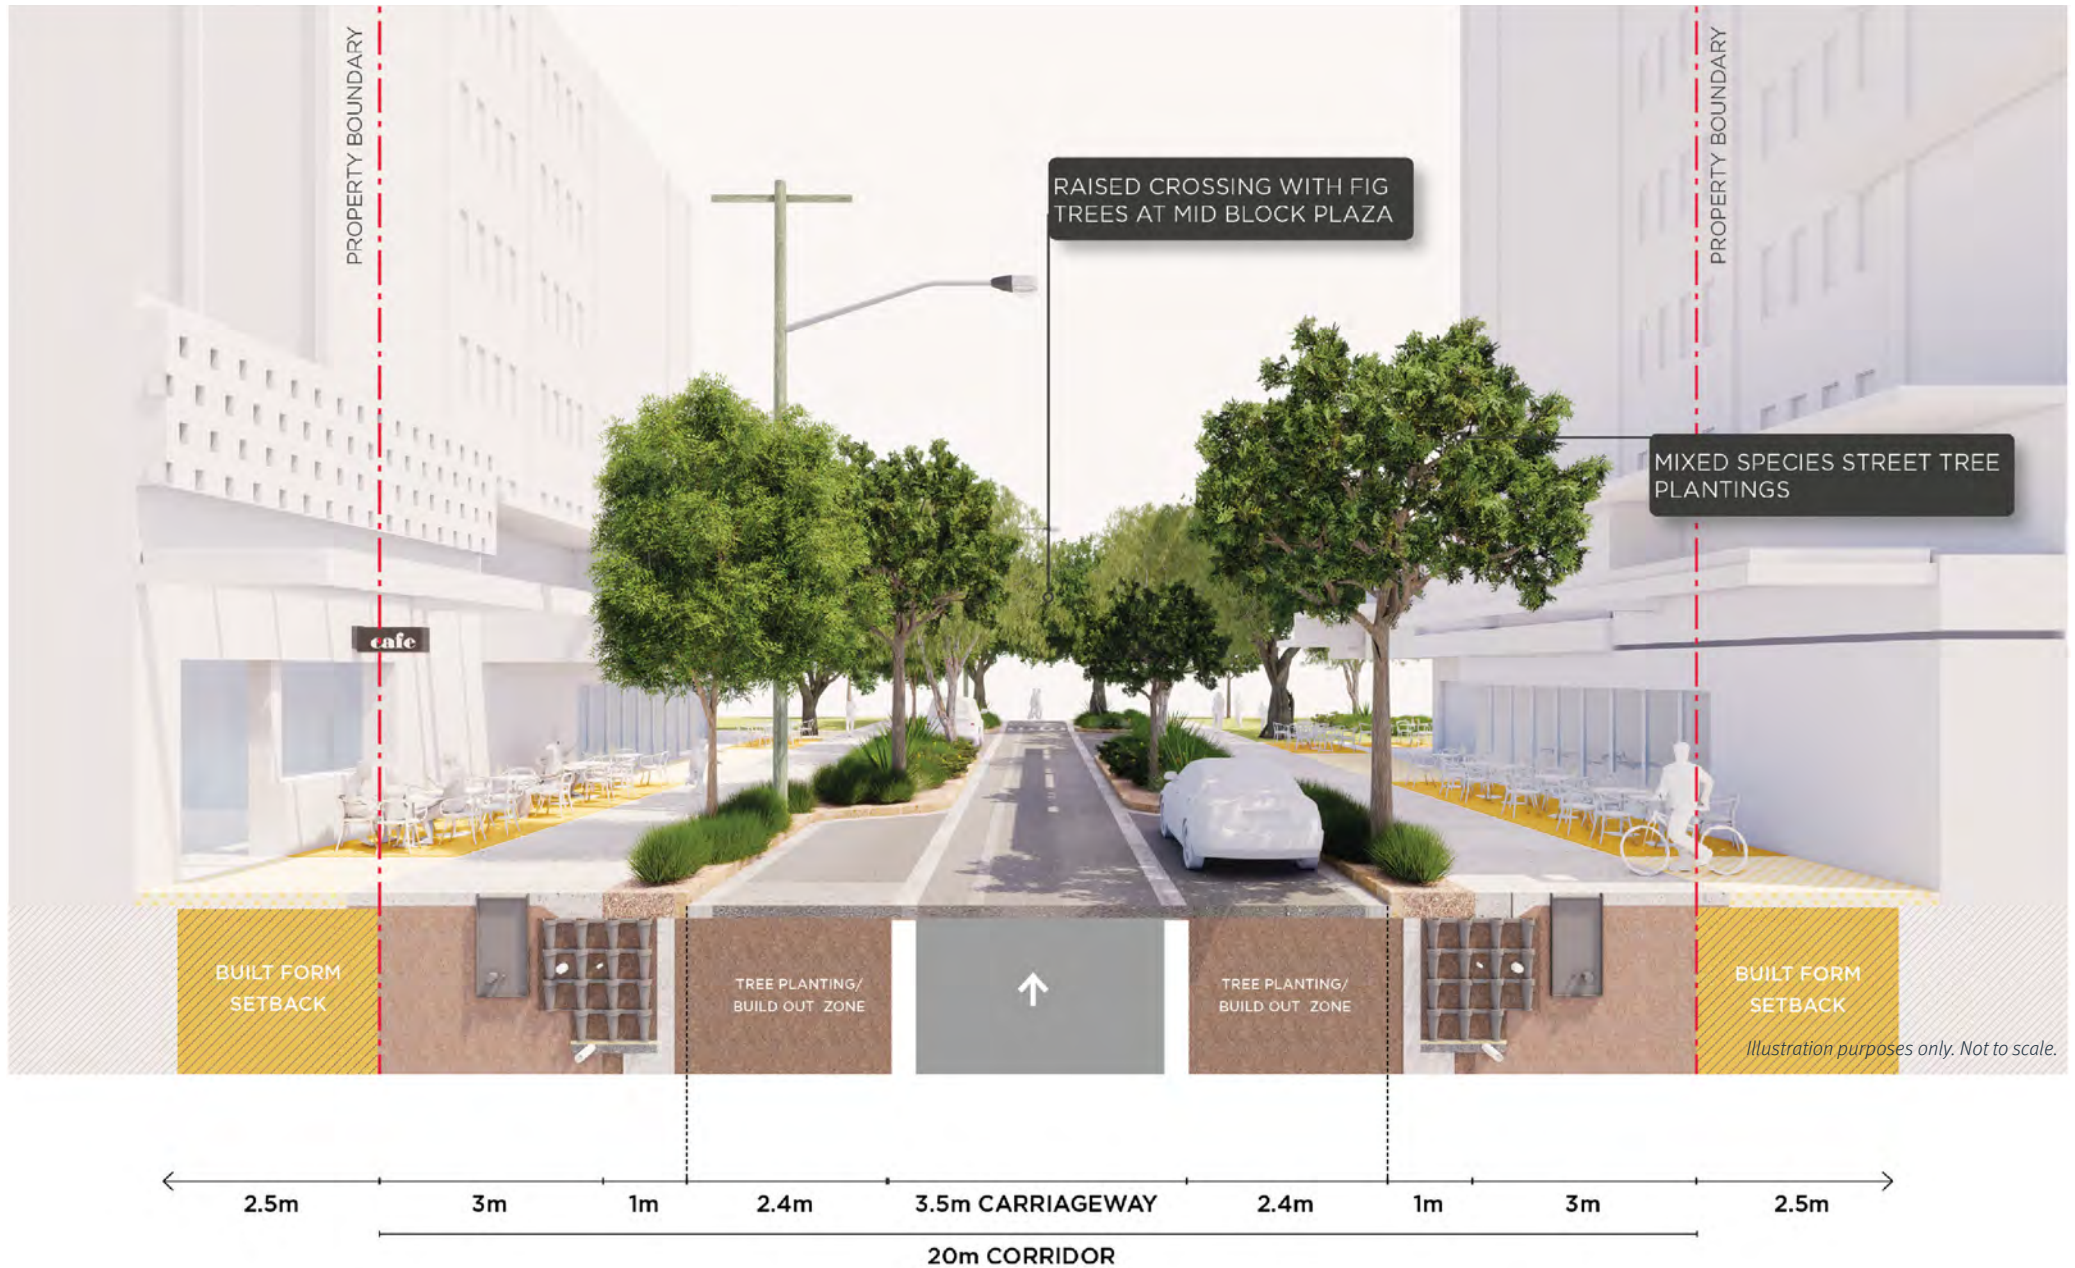 PROPERTY BOUNDARY
PROPERTY BOUNDARY
RAISED CROSSING WITH FIG
TREES AT MID BLOCK PLAZA
MIXED SPECIES STREET TREE
PLANTINGS
cafe
BUILT FORM
SETBACK
TREE PLANTING/
BUILD OUT ZONE
TREE PLANTING/
BUILD OUT ZONE
BUILT FORM
SETBACK
Illustration purposes only. Not to scale.
2.5m
3m
1m
2.4m
3.5m CARRIAGEWAY
2.4m
1m
3m
2.5m
20m CORRIDOR